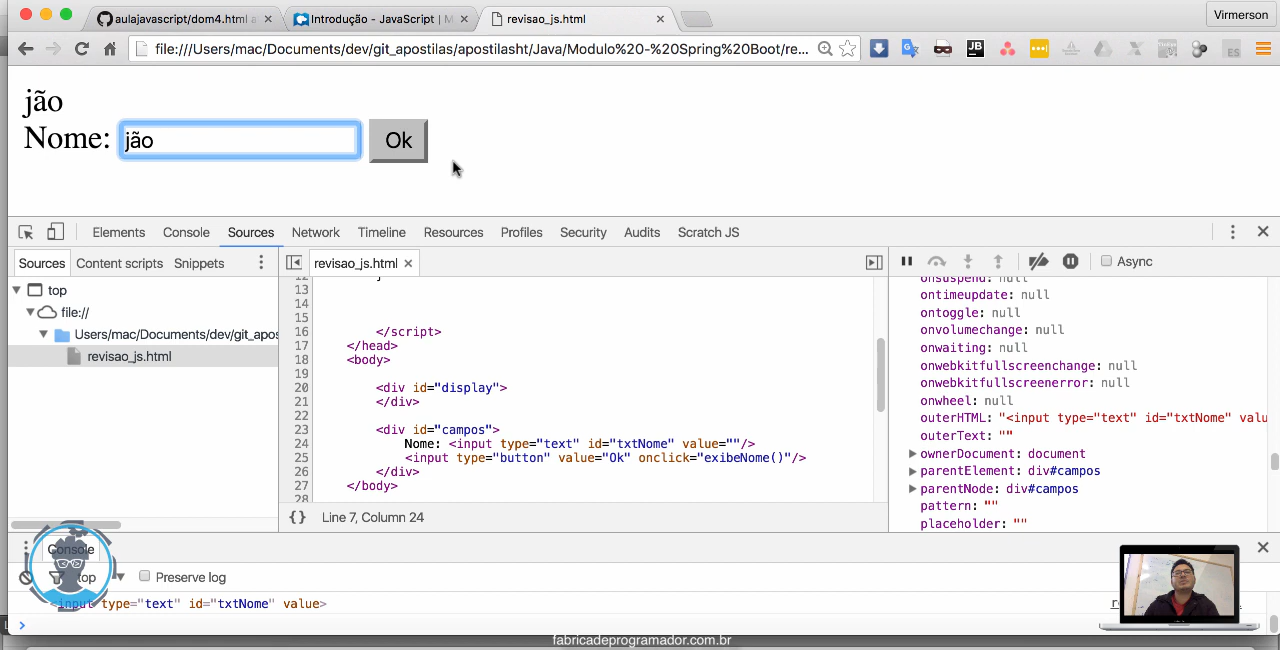 aulajavascript/dom4.html a
Introdução - JavaScript | M
revisao_js.html
Virmerson
file:///Users/mac/Documents/dev/git_apostilas/apostilasht/Java/Modulo%20-%20Spring%20Boot/re...
JB
ES
jão
Nome: jão Ok
Elements Console Sources Network Timeline Resources Profiles Security Audits Scratch JS
Sources Content scripts Snippets
revisao_js.html
Async
top
file://
Users/mac/Documents/dev/git_apos
revisao_js.html
12 }
13
14
15
16 </script>
17 </head>
18 <body>
19
20 <div id="display">
21 </div>
22
23 <div id="campos">
24 Nome: <input type="text" id="txtNome" value=""/>
25 <input type="button" value="Ok" onclick="exibeNome()"/>
26 </div>
27 </body>
28
{} Line 7, Column 24
onsuspend: null
ontimeupdate: null
ontoggle: null
onvolumechange: null
onwaiting: null
onwebkitfullscreenchange: null
onwebkitfullscreenerror: null
onwheel: null
outerHTML: "<input type="text" id="txtNome" valu
outerText: ""
ownerDocument: document
parentElement: div#campos
parentNode: div#campos
pattern: ""
placeholder: ""
Console
top Preserve log
<input type="text" id="txtNome" value>
fabricadeprogramador.com.br